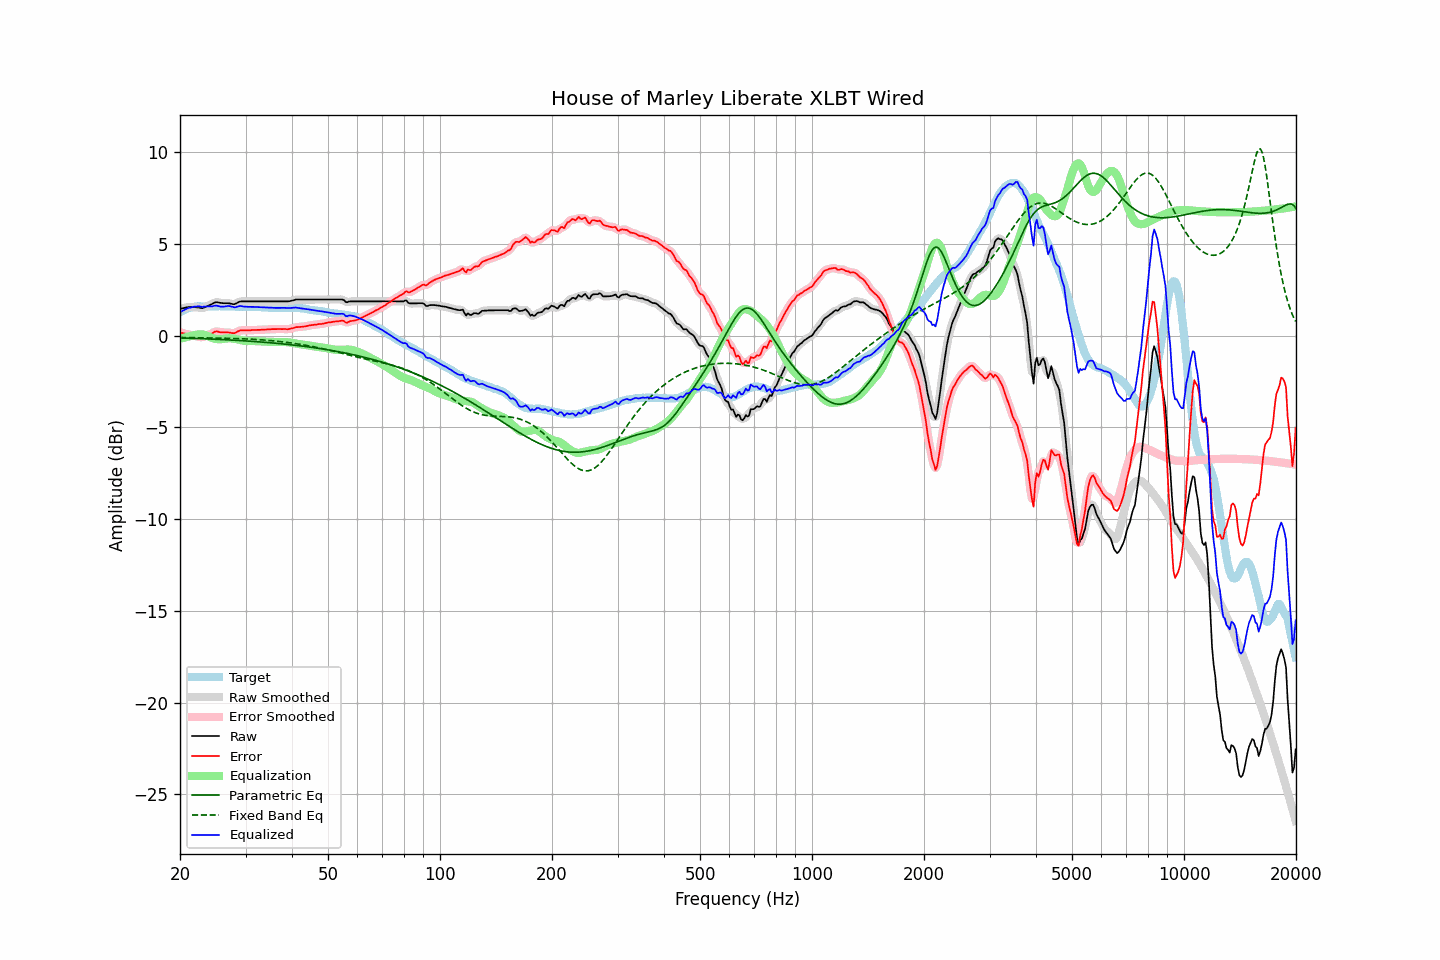 House of Marley Liberate XLBT Wired
10
5
0
−5
−10
−15
−20
−25
Amplitude (dBr)
Target
Raw Smoothed
Error Smoothed
Raw
Error
Equalization
Parametric Eq
Fixed Band Eq
Equalized
20 50 100 200 500 1000 2000 5000 10000 20000
Frequency (Hz)